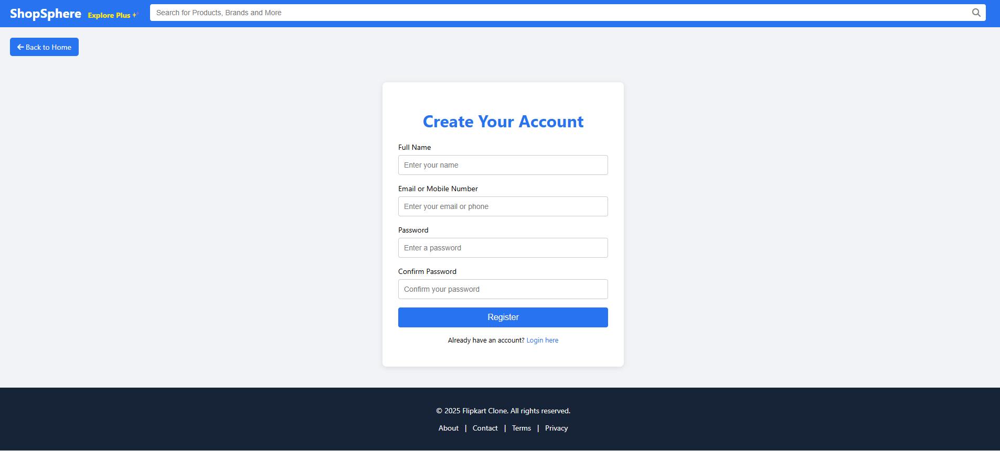 ShopSphere Explore Plus Search for Products, Brands and More
Back to Home
Create Your Account
Full Name
Enter your name
Email or Mobile Number
Enter your email or phone
Password
Enter a password
Confirm Password
Confirm your password
Register
Already have an account? Login here
© 2025 Flipkart Clone. All rights reserved.
About | Contact | Terms | Privacy